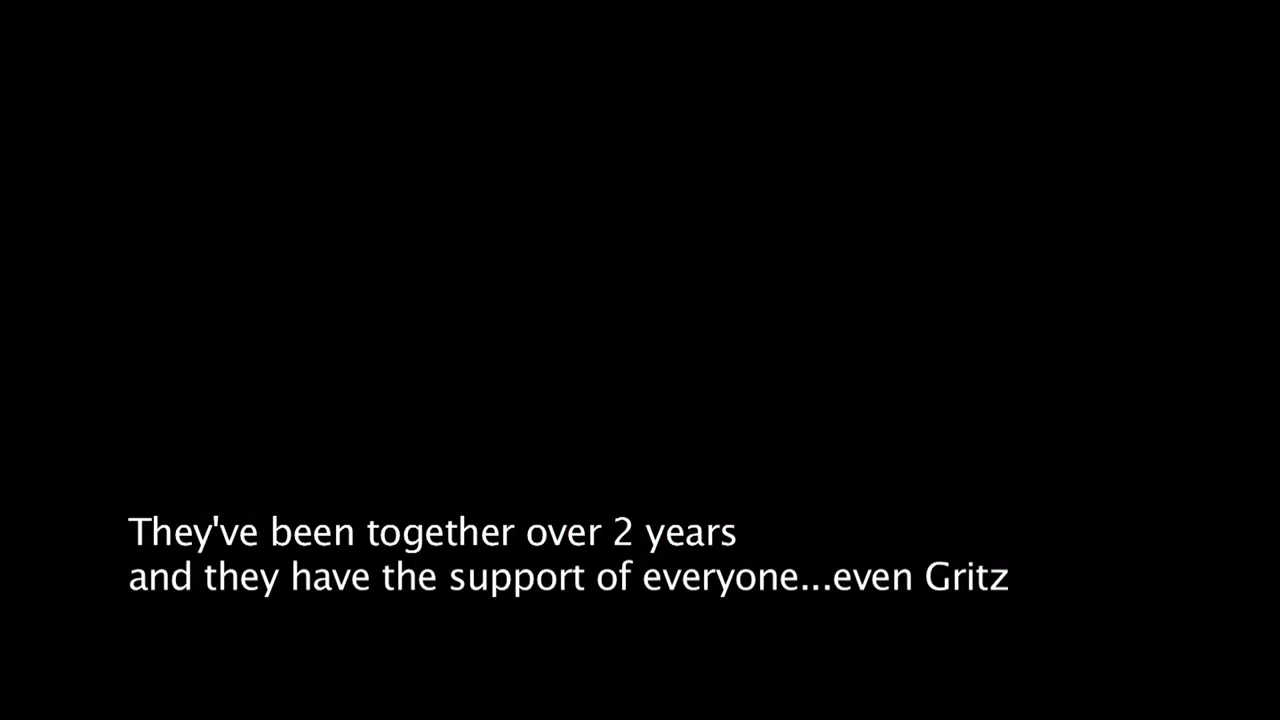 They've been together over 2 years
and they have the support of everyone...even Gritz